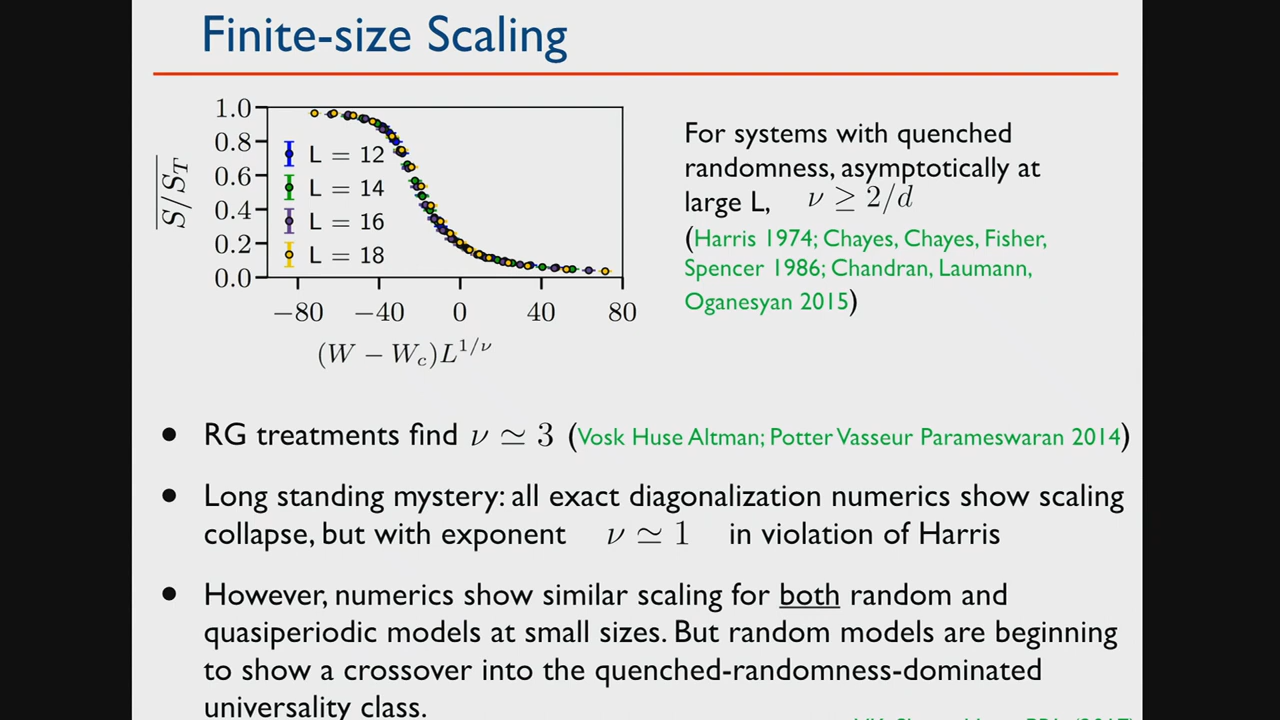 Finite-size Scaling
1.0
0.8
0.6
0.4
0.2
0.0
S/S_T
L = 12
L = 14
L = 16
L = 18
−80 −40 0 40 80
(W − W_c)L^{1/ν}
For systems with quenched
randomness, asymptotically at
large L, ν ≥ 2/d
(Harris 1974; Chayes, Chayes, Fisher,
Spencer 1986; Chandran, Laumann,
Oganesyan 2015)
• RG treatments find ν ≃ 3 (Vosk Huse Altman; Potter Vasseur Parameswaran 2014)
• Long standing mystery: all exact diagonalization numerics show scaling
collapse, but with exponent ν ≃ 1 in violation of Harris
• However, numerics show similar scaling for both random and
quasiperiodic models at small sizes. But random models are beginning
to show a crossover into the quenched-randomness-dominated
universality class.